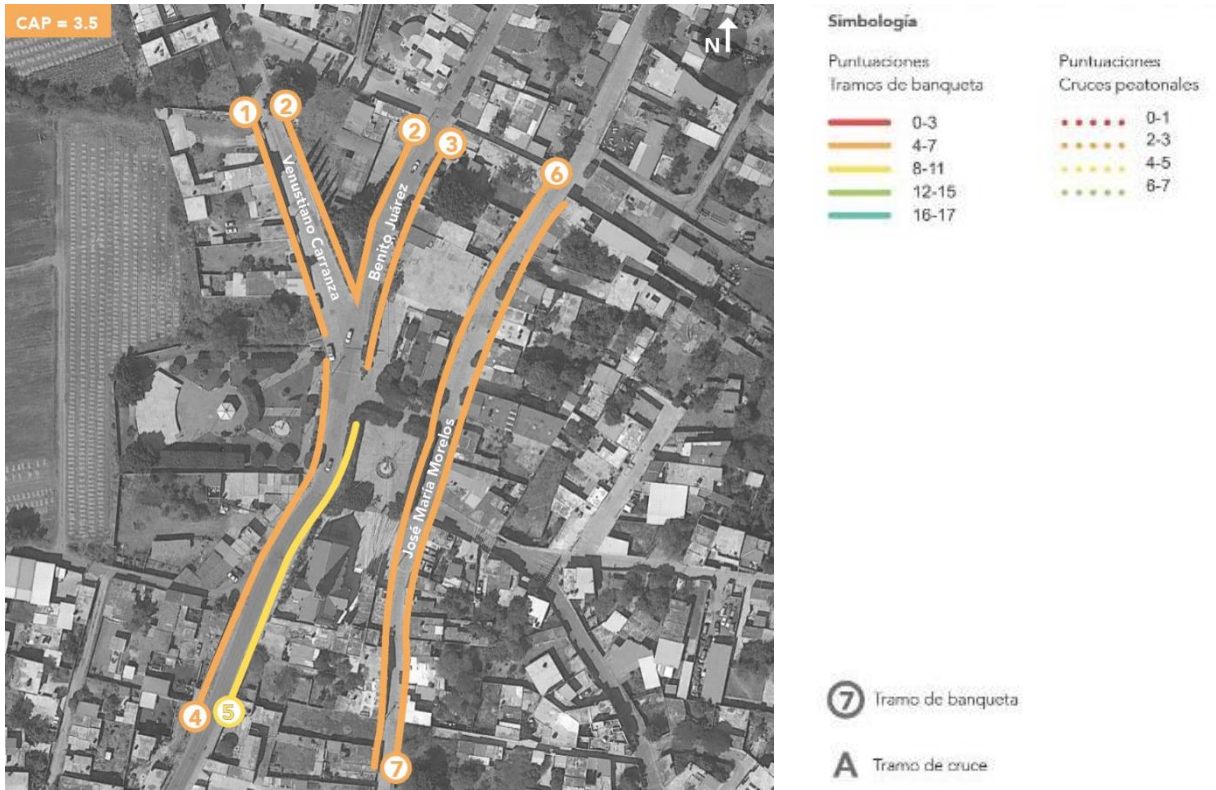 CAP = 3.5
N
1
2
2
3
6
Venustiano Carranza
Benito Juárez
José María Morelos
4
5
7
Simbología
Puntuaciones
Tramos de banqueta
0-3
4-7
8-11
12-15
16-17
Puntuaciones
Cruces peatonales
0-1
2-3
4-5
6-7
7 Tramo de banqueta
A Tramo de cruce